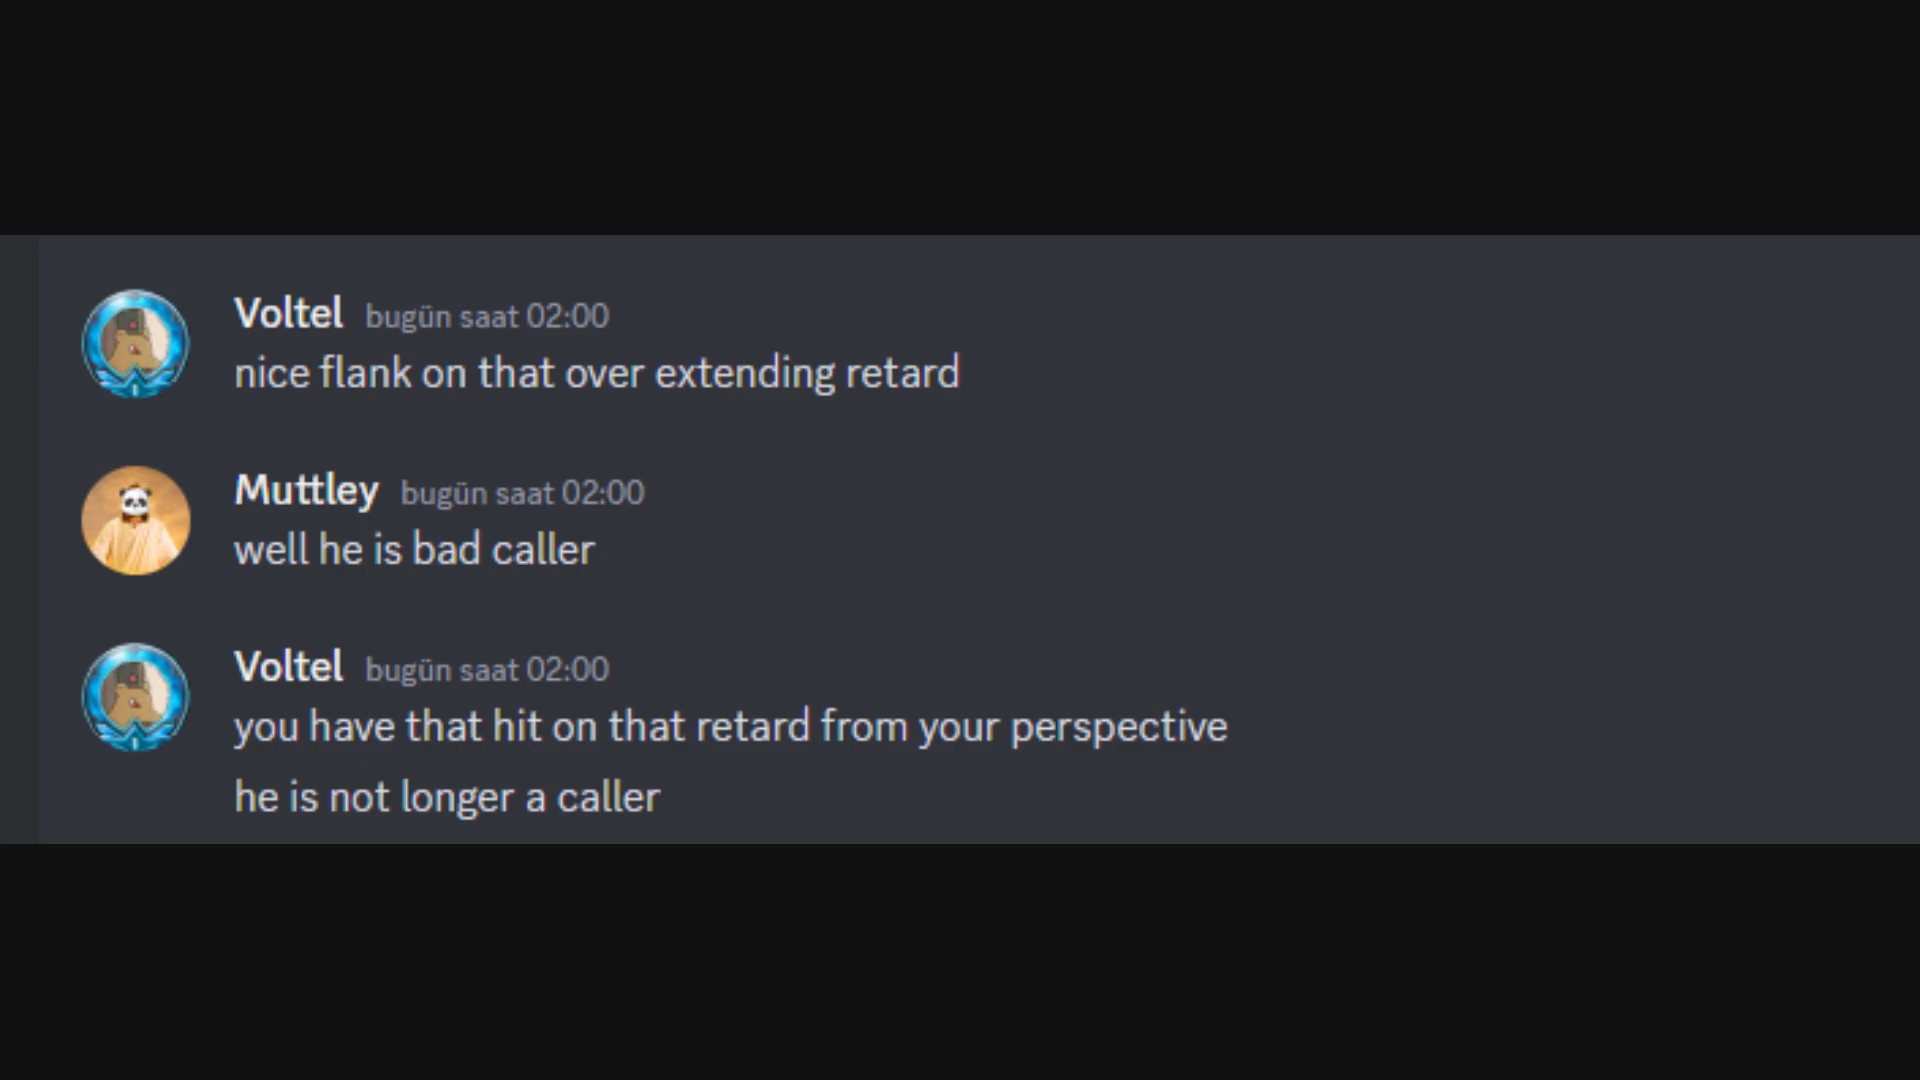 Voltel bugün saat 02:00
nice flank on that over extending retard
Muttley bugün saat 02:00
well he is bad caller
Voltel bugün saat 02:00
you have that hit on that retard from your perspective
he is not longer a caller